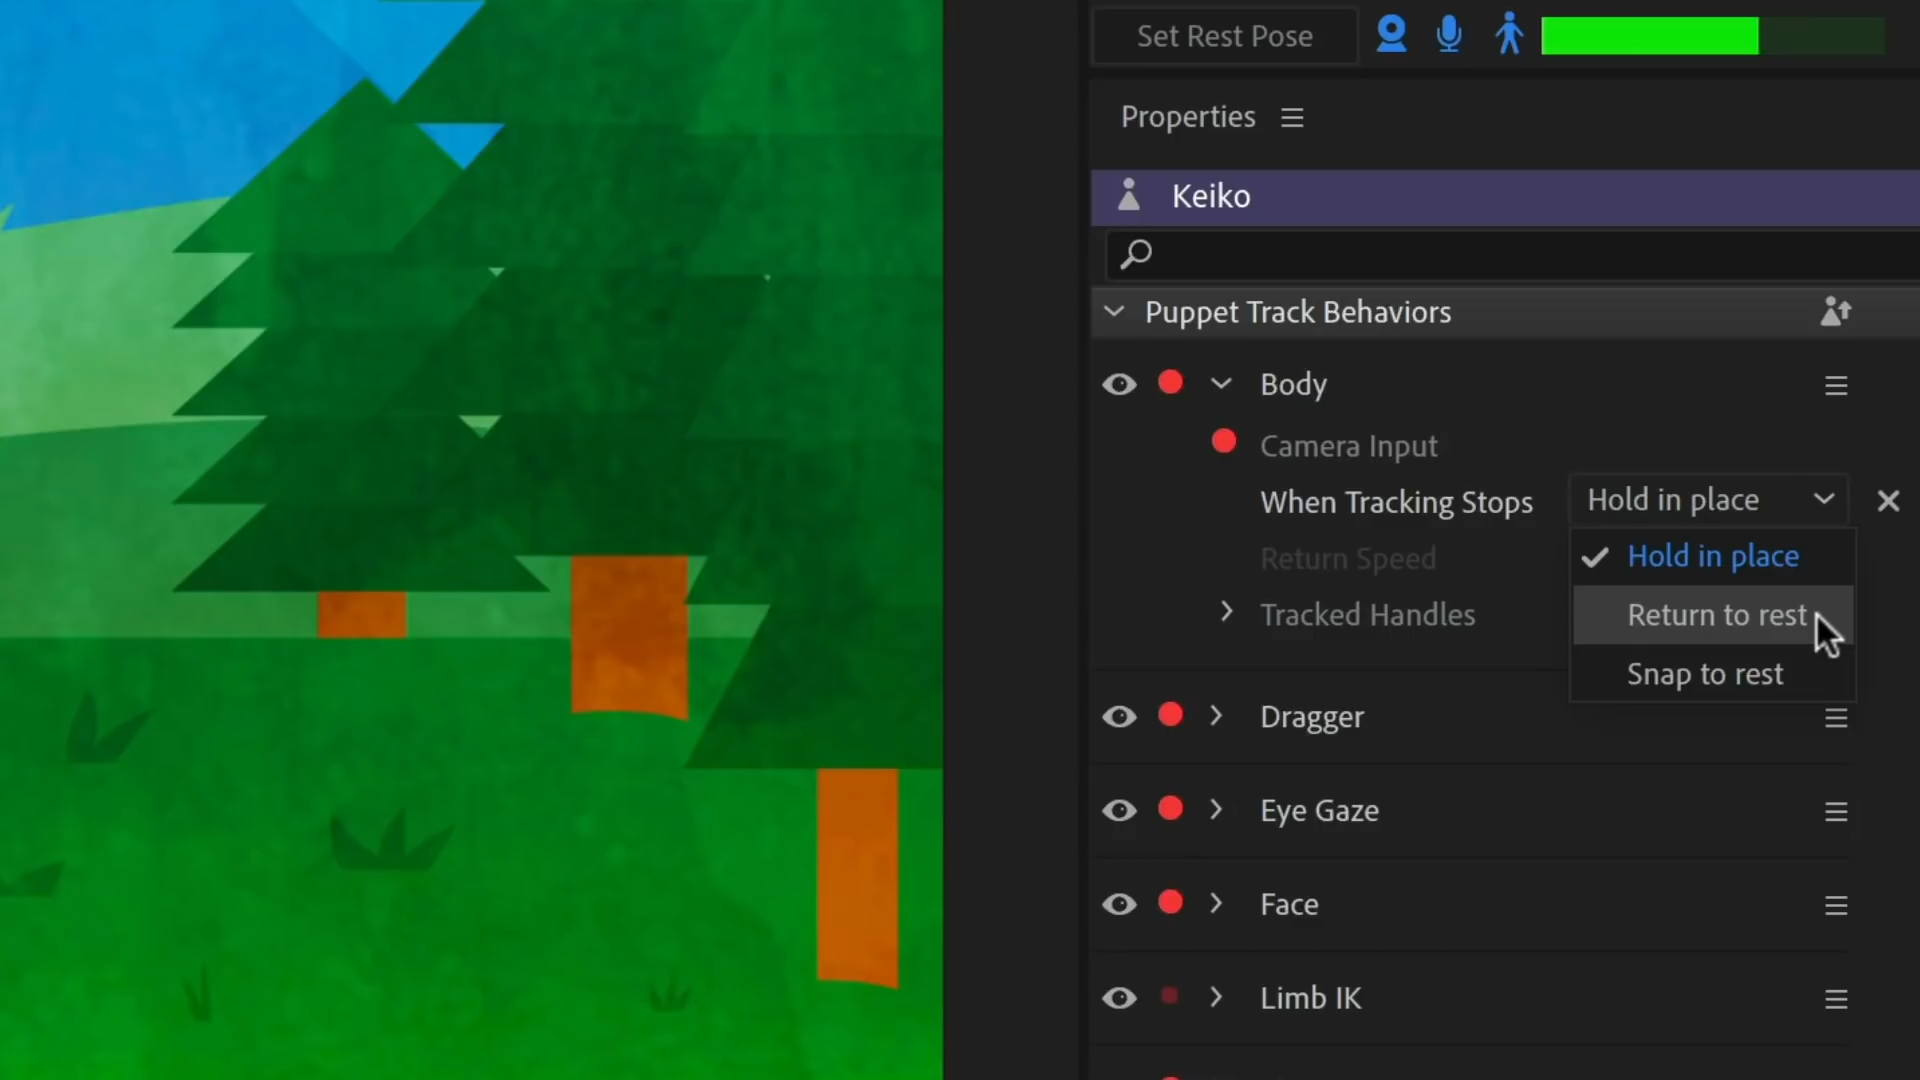 Set Rest Pose
Properties
Keiko
Puppet Track Behaviors
Body
Camera Input
When Tracking Stops
Hold in place
Hold in place
Return Speed
Return to rest
Tracked Handles
Snap to rest
Dragger
Eye Gaze
Face
Limb IK